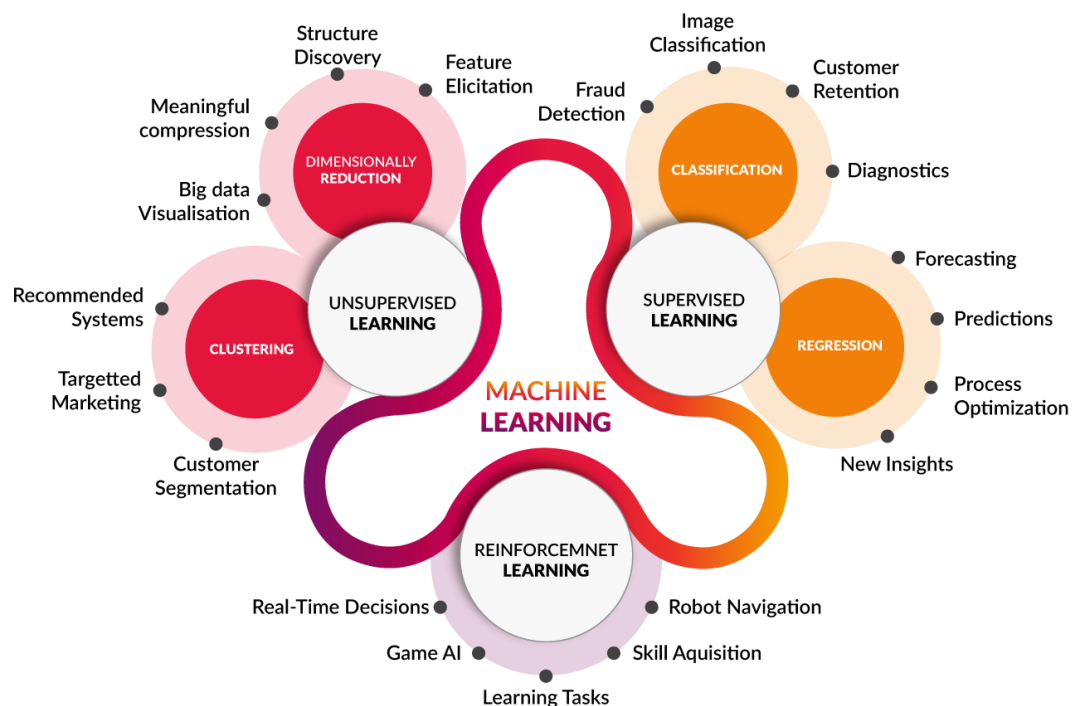 Structure
Discovery
Feature
Elicitation
Meaningful
compression
Big data
Visualisation
DIMENSIONALLY
REDUCTION
UNSUPERVISED
LEARNING
Recommended
Systems
Targetted
Marketing
Customer
Segmentation
CLUSTERING
Image
Classification
Fraud
Detection
Customer
Retention
Diagnostics
CLASSIFICATION
SUPERVISED
LEARNING
Forecasting
Predictions
Process
Optimization
New Insights
REGRESSION
MACHINE
LEARNING
REINFORCEMNET
LEARNING
Real-Time Decisions
Game AI
Learning Tasks
Skill Aquisition
Robot Navigation